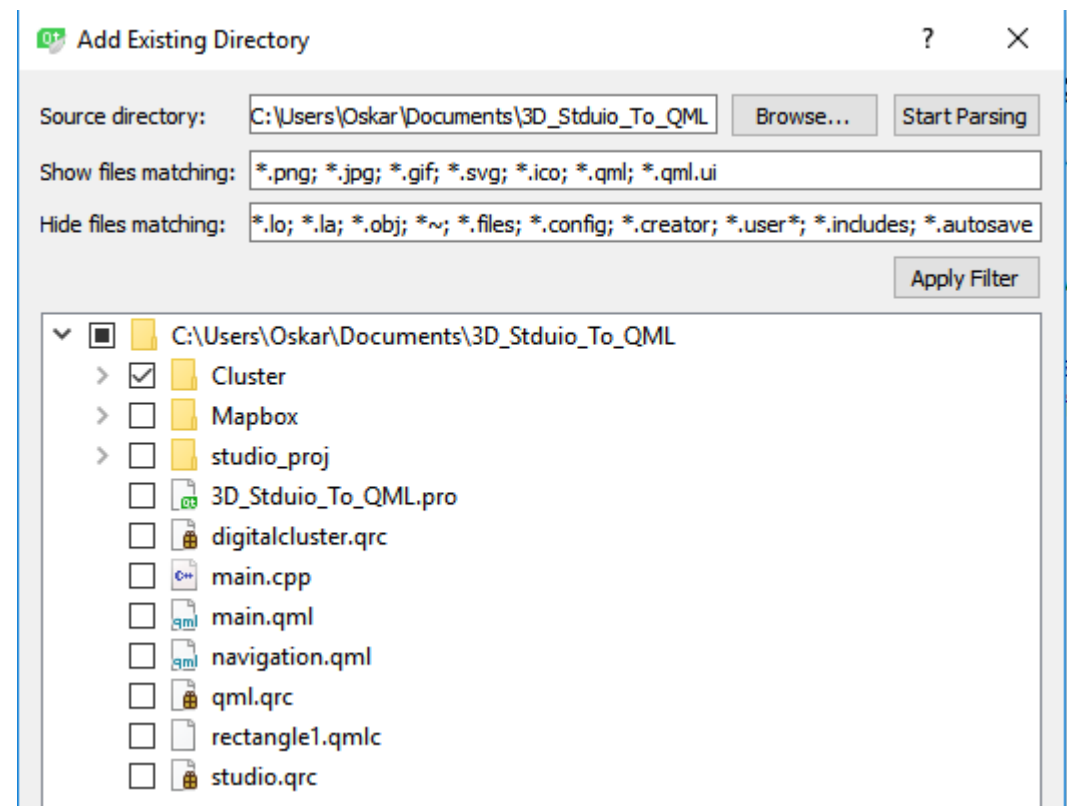 Add Existing Directory ?
Source directory: C:\Users\Oskar\Documents\3D_Stduio_To_QML Browse... Start Parsing
Show files matching: *.png; *.jpg; *.gif; *.svg; *.ico; *.qml; *.qml.ui
Hide files matching: *.lo; *.la; *.obj; *~; *.files; *.config; *.creator; *.user*; *.includes; *.autosave
Apply Filter
C:\Users\Oskar\Documents\3D_Stduio_To_QML
Cluster
Mapbox
studio_proj
3D_Stduio_To_QML.pro
digitalcluster.qrc
main.cpp
main.qml
navigation.qml
qml.qrc
rectangle1.qmlc
studio.qrc